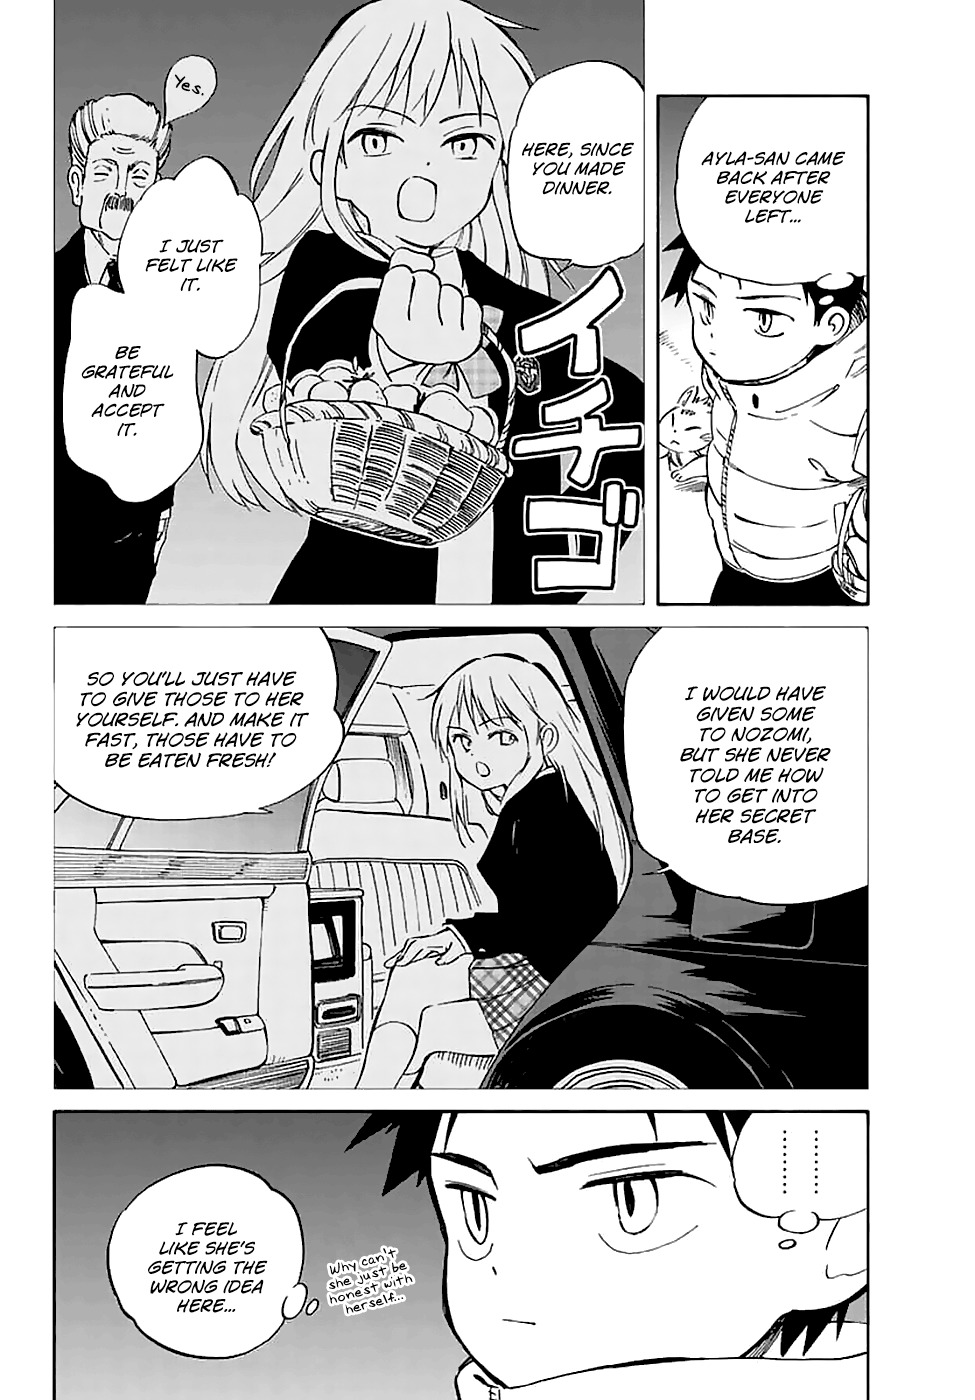 AYLA-SAN CAME
BACK AFTER
EVERYONE
LEFT...
HERE, SINCE
YOU MADE
DINNER.
イチゴ
Yes.
I JUST
FELT LIKE
IT.
BE
GRATEFUL
AND
ACCEPT
IT.
I WOULD HAVE
GIVEN SOME
TO NOZOMI,
BUT SHE NEVER
TOLD ME HOW
TO GET INTO
HER SECRET
BASE.
SO YOU'LL JUST HAVE
TO GIVE THOSE TO HER
YOURSELF. AND MAKE IT
FAST, THOSE HAVE TO
BE EATEN FRESH!
.......
.......
I FEEL
LIKE SHE'S
GETTING THE
WRONG IDEA
HERE...
Why can't
she just be
honest with
herself...